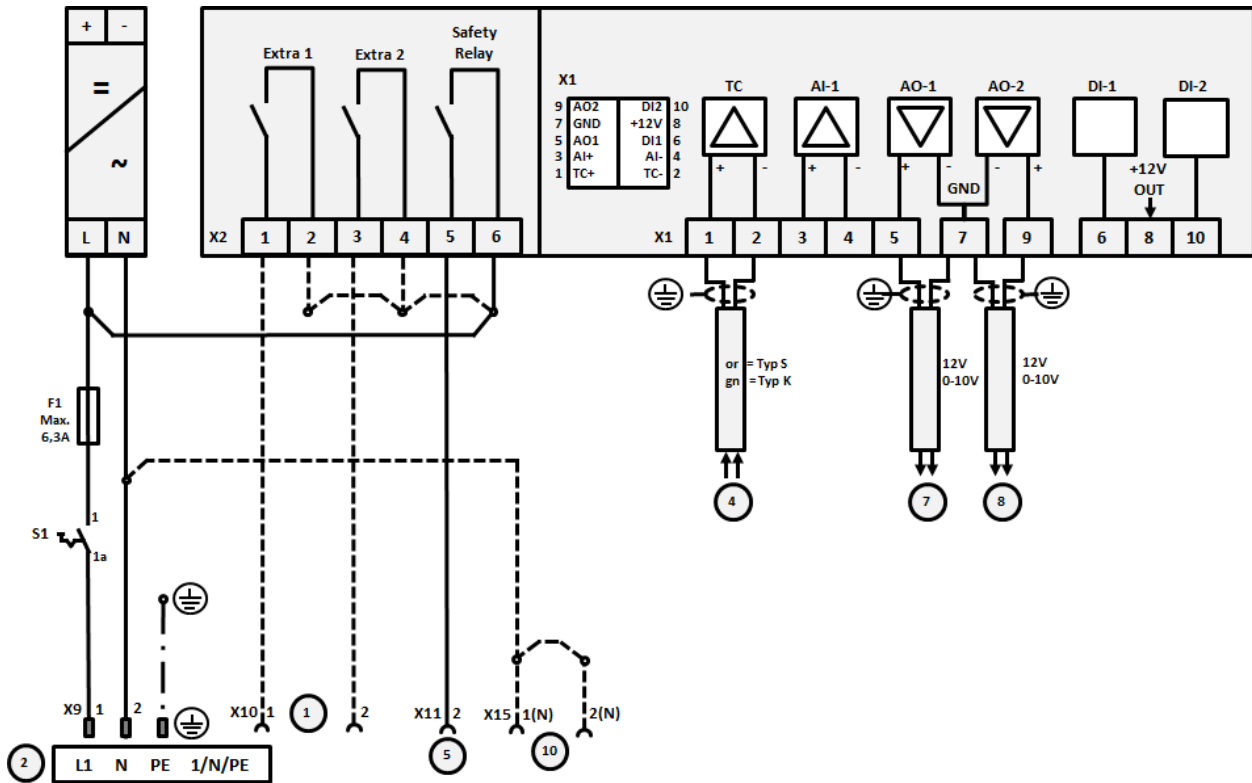 + -
Safety
Relay
Extra 1 Extra 2
=
~
L N
X2 1 2 3 4 5 6
X1
9 AO2 DI2 10
7 GND +12V 8
5 AO1 DI1 6
3 AI+ AI- 4
1 TC+ TC- 2
TC AI-1 AO-1 AO-2 DI-1 DI-2
+ - + - + - - +
GND
+12V
OUT
X1 1 2 3 4 5 7 9 6 8 10
or = Typ S
gn = Typ K
12V
0-10V
12V
0-10V
F1
Max.
6,3A
4 7 8
1
S1
1a
X9 1 2
X10 1 1 2
X11 2
X15 1(N) 2(N)
5 10
2 L1 N PE 1/N/PE